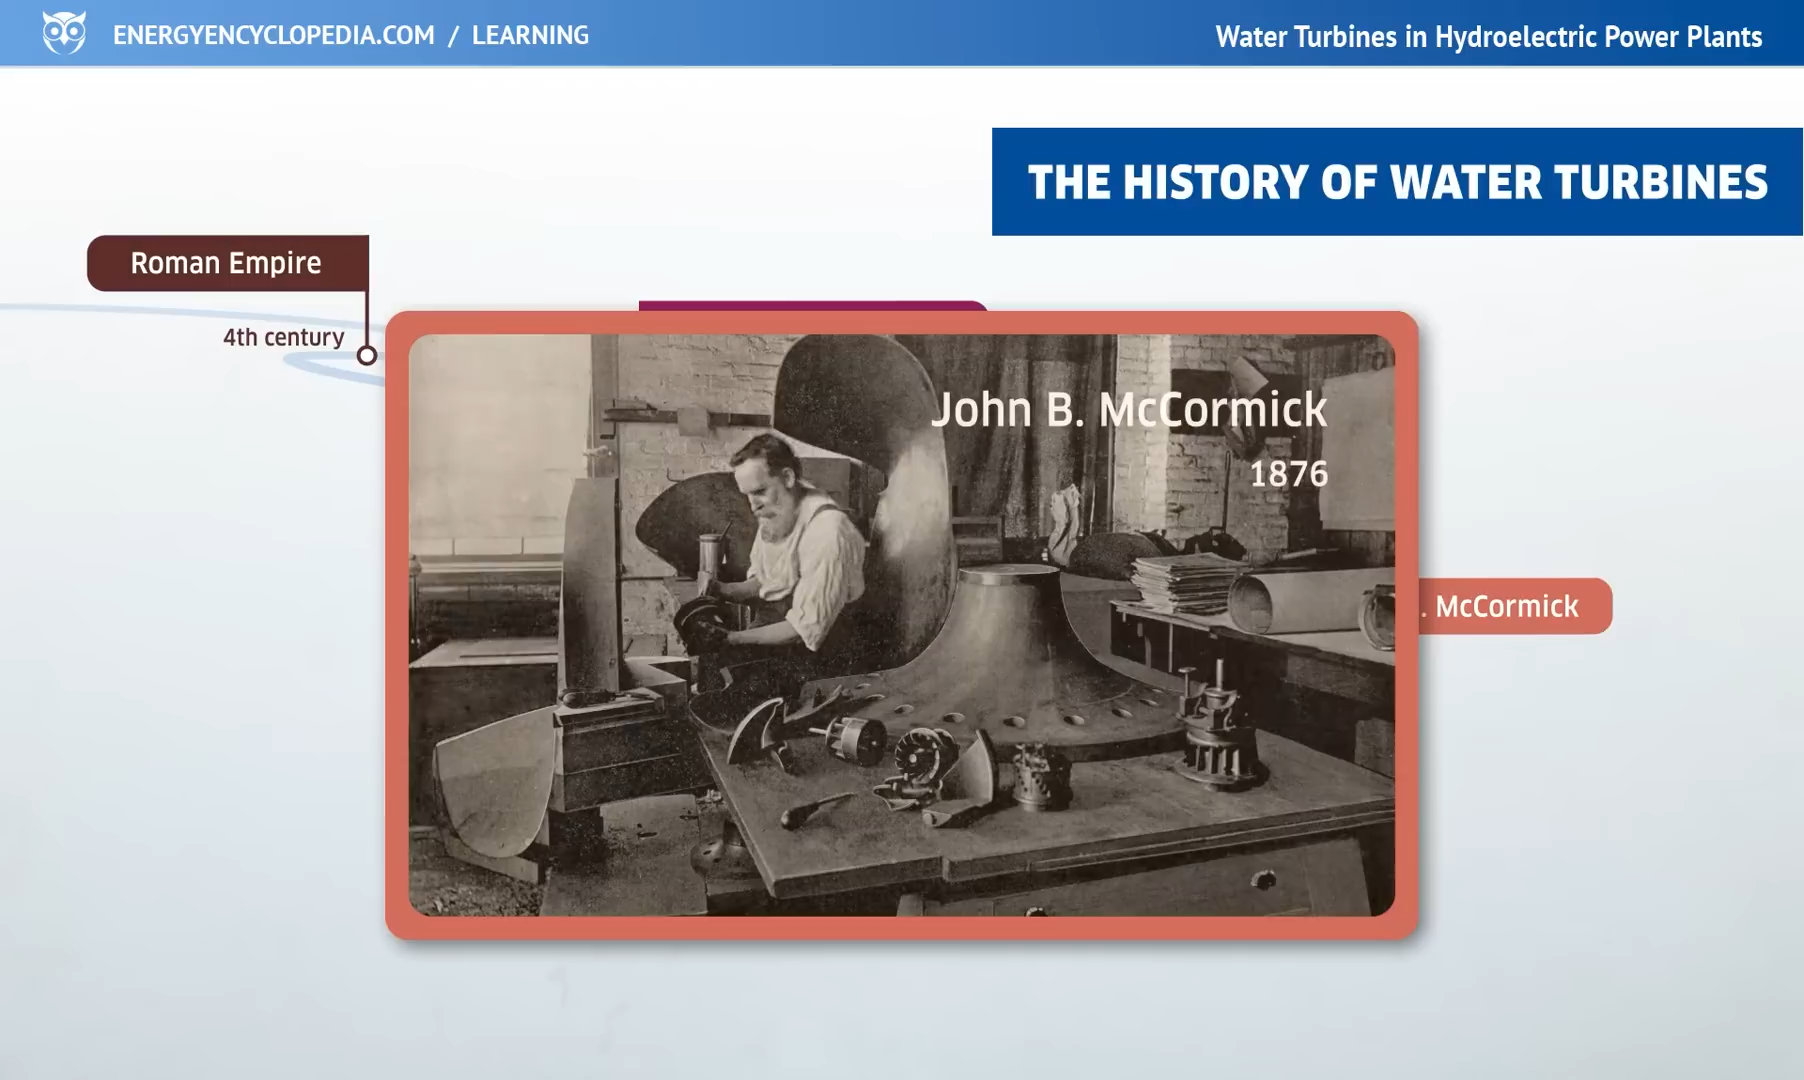 ENERGYENCYCLOPEDIA.COM / LEARNING
Water Turbines in Hydroelectric Power Plants
THE HISTORY OF WATER TURBINES
Roman Empire
4th century
John B. McCormick
1876
. McCormick